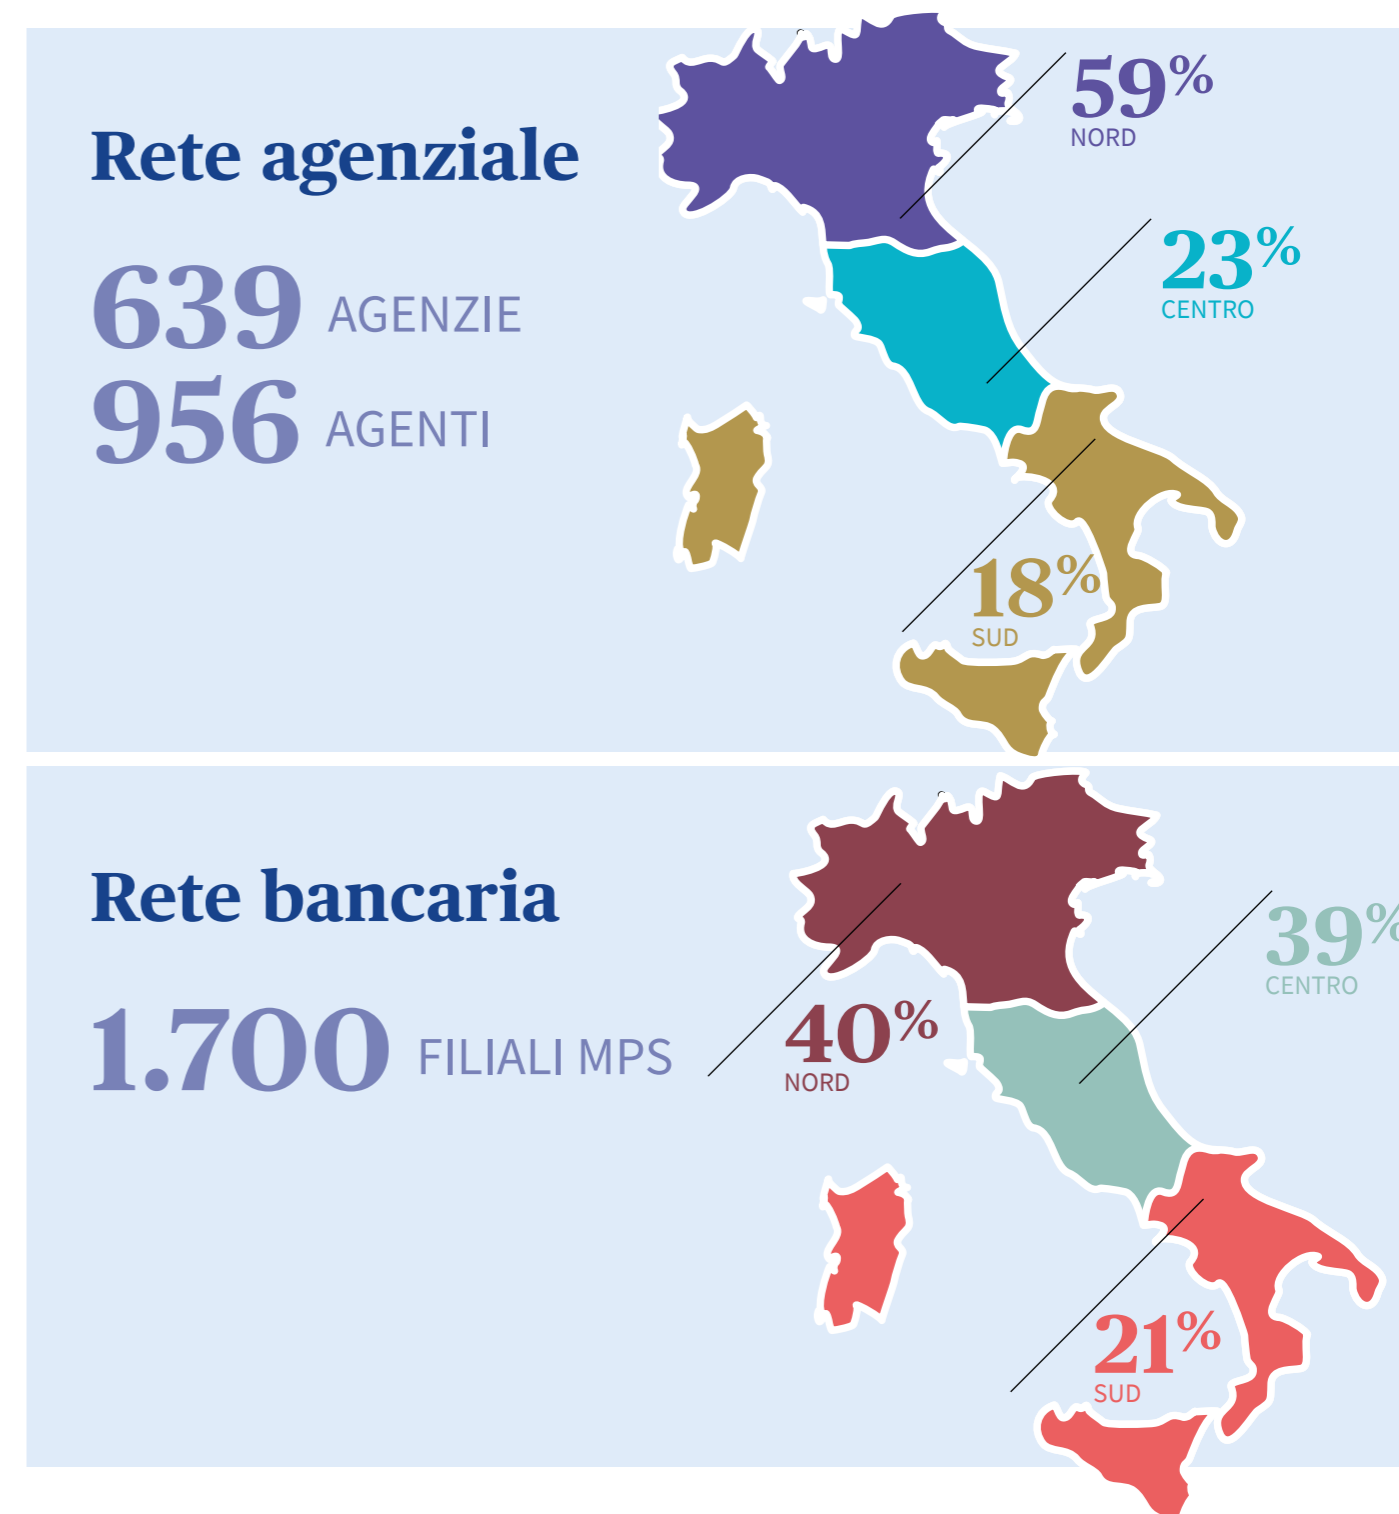 Rete agenziale
639 AGENZIE
956 AGENTI
59%
NORD
23%
CENTRO
18%
SUD
Rete bancaria
1.700 FILIALI MPS
40%
NORD
39%
CENTRO
21%
SUD